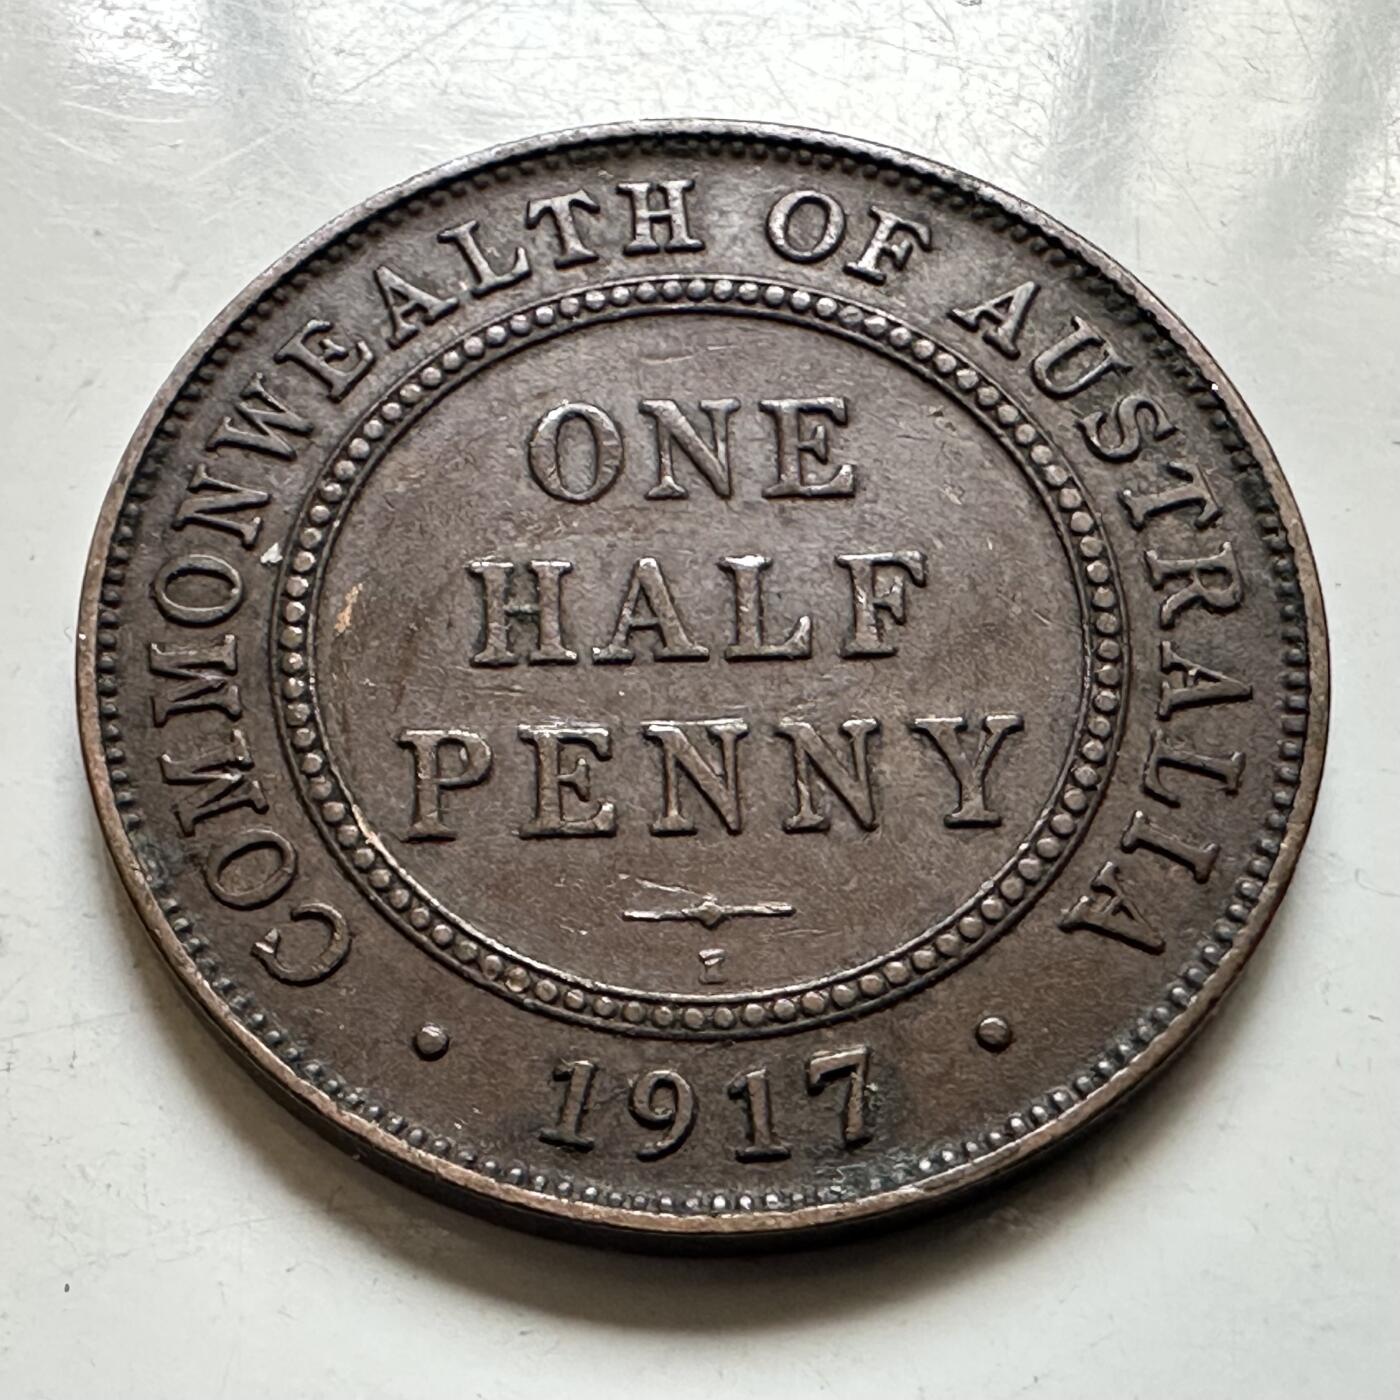 COMMONWEALTH OF AUSTRALIA
ONE
HALF
PENNY
I
· 1917 ·